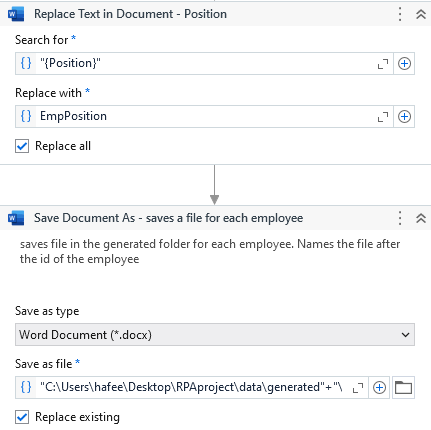 Replace Text in Document - Position
Search for *
"{Position}"
Replace with *
EmpPosition
Replace all
Save Document As - saves a file for each employee
saves file in the generated folder for each employee. Names the file after
the id of the employee
Save as type
Word Document (*.docx)
Save as file *
"C:\Users\hafee\Desktop\RPAproject\data\generated"+"\
Replace existing